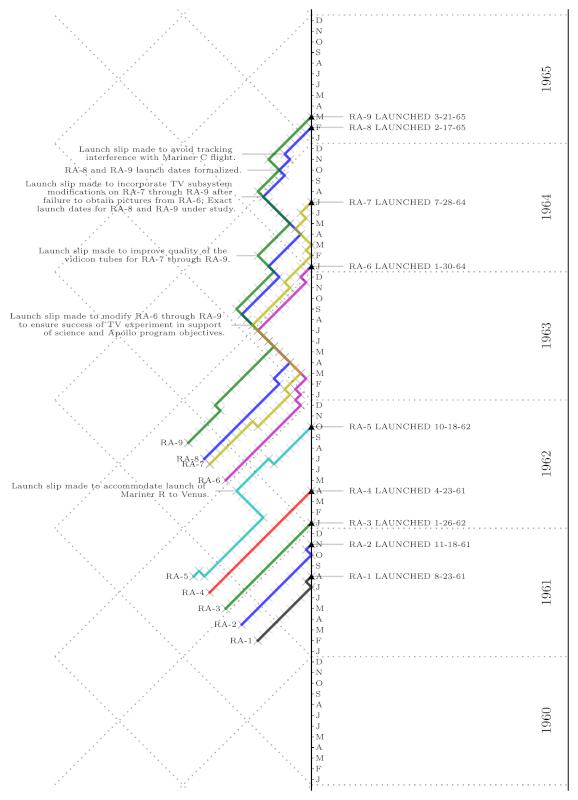 Launch slip made to avoid tracking
interference with Mariner C flight.
RA-8 and RA-9 launch dates formalized.
Launch slip made to incorporate TV subsystem
modifications on RA-7 through RA-9 after
failure to obtain pictures from RA-6; Exact
launch dates for RA-8 and RA-9 under study.
Launch slip made to improve quality of the
vidicon tubes for RA-7 through RA-9.
Launch slip made to modify RA-6 through RA-9
to ensure success of TV experiment in support
of science and Apollo program objectives.
RA-9
RA-8
RA-7
RA-6
Launch slip made to accommodate launch of
Mariner R to Venus.
RA-5
RA-4
RA-3
RA-2
RA-1
D
N
O
S
A
J
J
M
A
M
F
J
D
N
O
S
A
J
J
M
A
M
F
J
D
N
O
S
A
J
J
M
A
M
F
J
D
N
O
S
A
J
J
M
A
M
F
J
D
N
O
S
A
J
J
M
A
M
F
J
D
N
O
S
A
J
J
M
A
M
F
J
RA-9 LAUNCHED 3-21-65
RA-8 LAUNCHED 2-17-65
RA-7 LAUNCHED 7-28-64
RA-6 LAUNCHED 1-30-64
RA-5 LAUNCHED 10-18-62
RA-4 LAUNCHED 4-23-61
RA-3 LAUNCHED 1-26-62
RA-2 LAUNCHED 11-18-61
RA-1 LAUNCHED 8-23-61
1965
1964
1963
1962
1961
1960